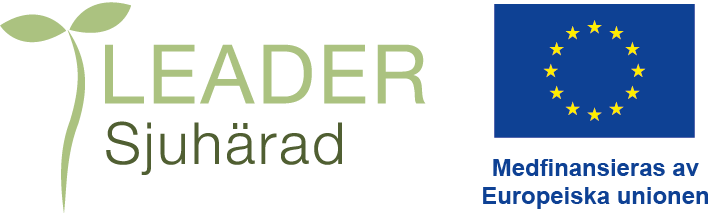 LEADER
Sjuhärad
Medfinansieras av
Europeiska unionen